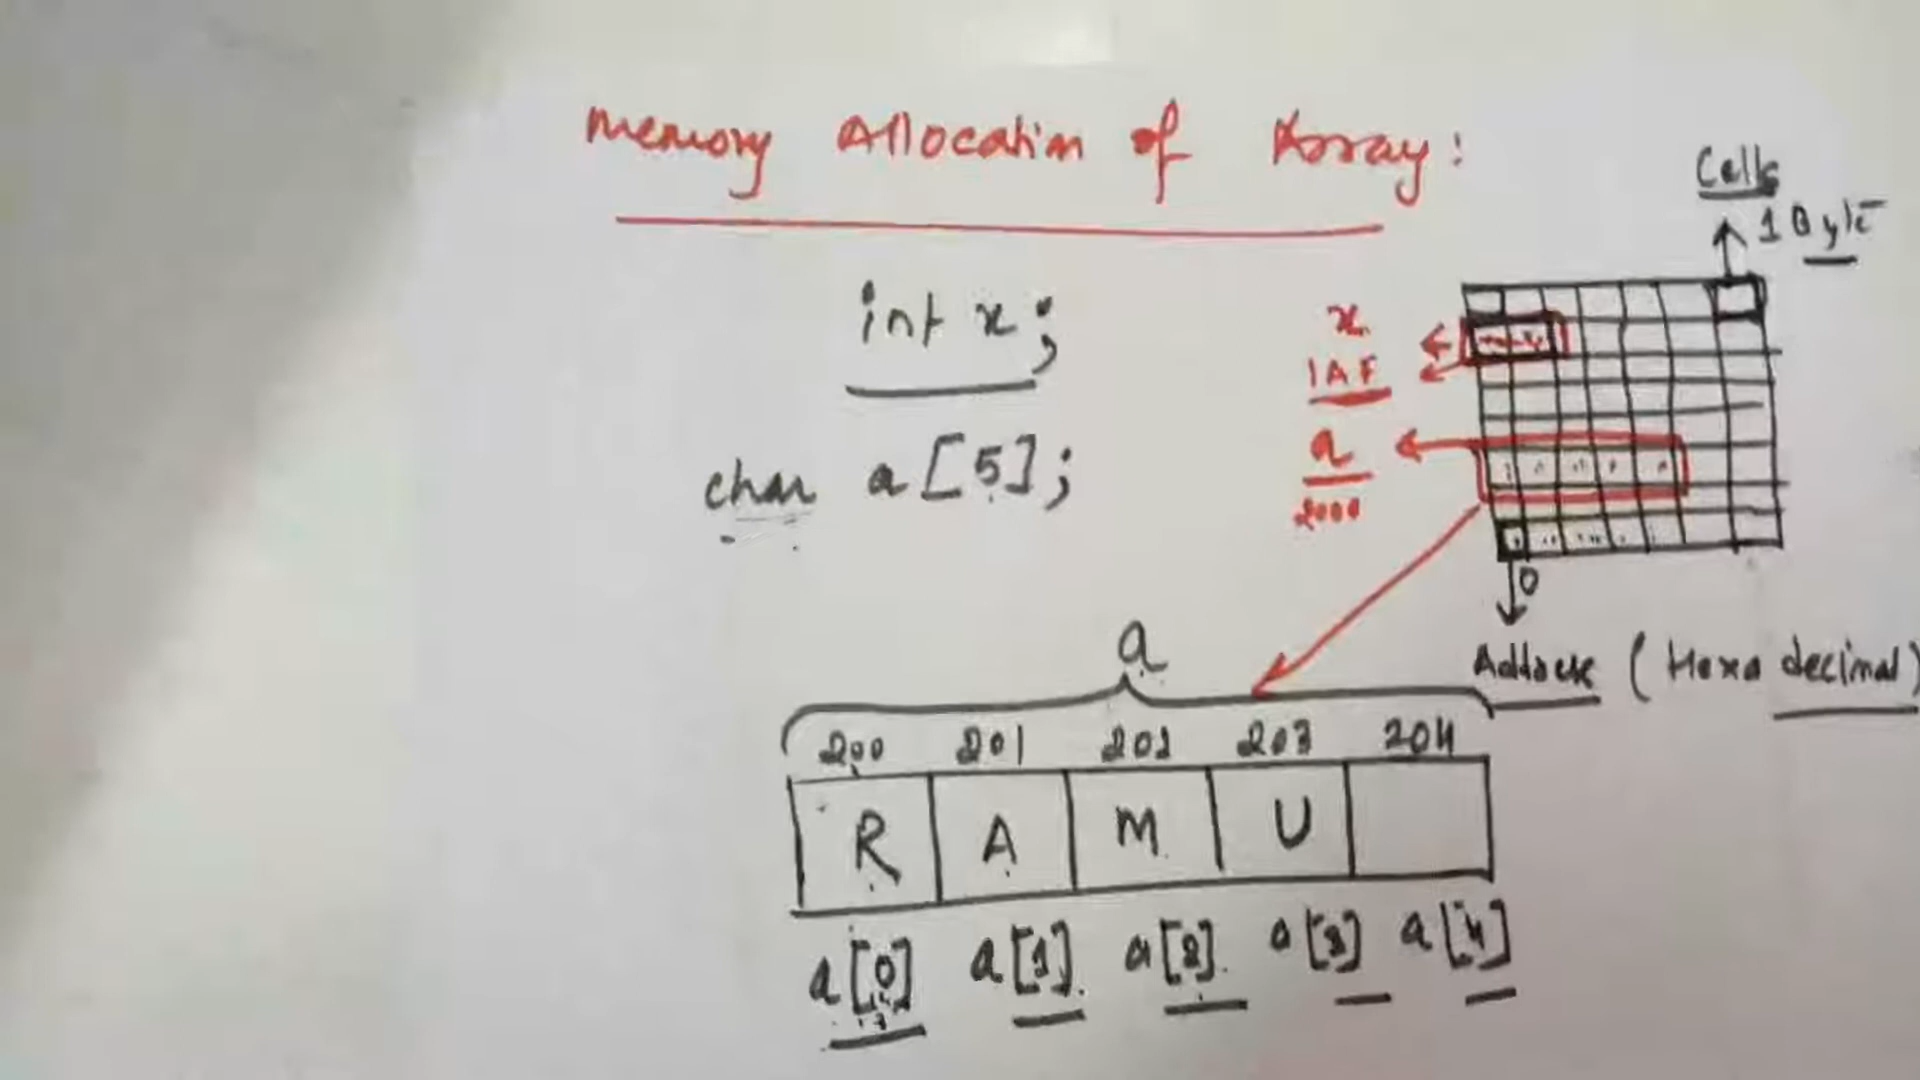 Memory Allocation of Array:
Cells
1 Byte
int x;
x
1AF
char a[5];
a
2000
0
Address (Hexa decimal)
a
200 201 202 203 204
R A M U
a[0] a[1] a[2] a[3] a[4]